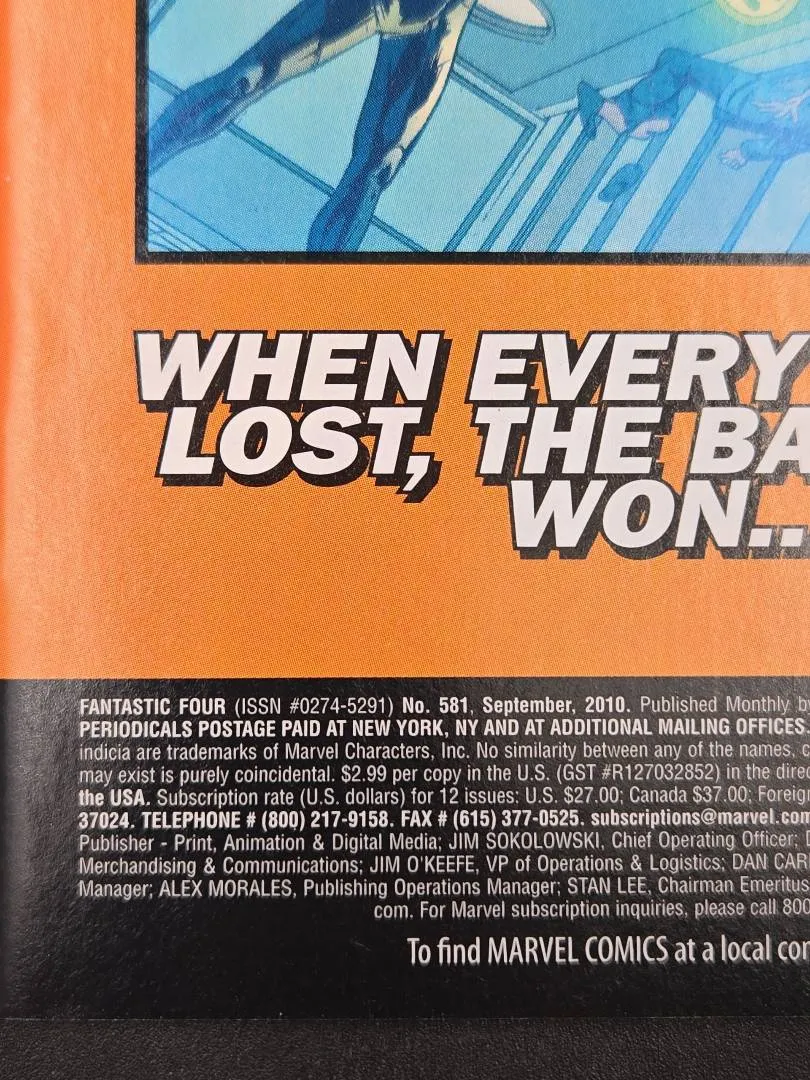 WHEN EVERY
LOST, THE BA
WON..
FANTASTIC FOUR (ISSN #0274-5291) No. 581, September, 2010. Published Monthly by
PERIODICALS POSTAGE PAID AT NEW YORK, NY AND AT ADDITIONAL MAILING OFFICES.
indicia are trademarks of Marvel Characters, Inc. No similarity between any of the names, c
may exist is purely coincidental. $2.99 per copy in the U.S. (GST #R127032852) in the direc
the USA. Subscription rate (U.S. dollars) for 12 issues: U.S. $27.00; Canada $37.00; Foreign
37024. TELEPHONE # (800) 217-9158. FAX # (615) 377-0525. subscriptions@marvel.com
Publisher - Print, Animation & Digital Media; JIM SOKOLOWSKI, Chief Operating Officer; D
Merchandising & Communications; JIM O'KEEFE, VP of Operations & Logistics; DAN CAR
Manager; ALEX MORALES, Publishing Operations Manager; STAN LEE, Chairman Emeritus
com. For Marvel subscription inquiries, please call 800
To find MARVEL COMICS at a local com